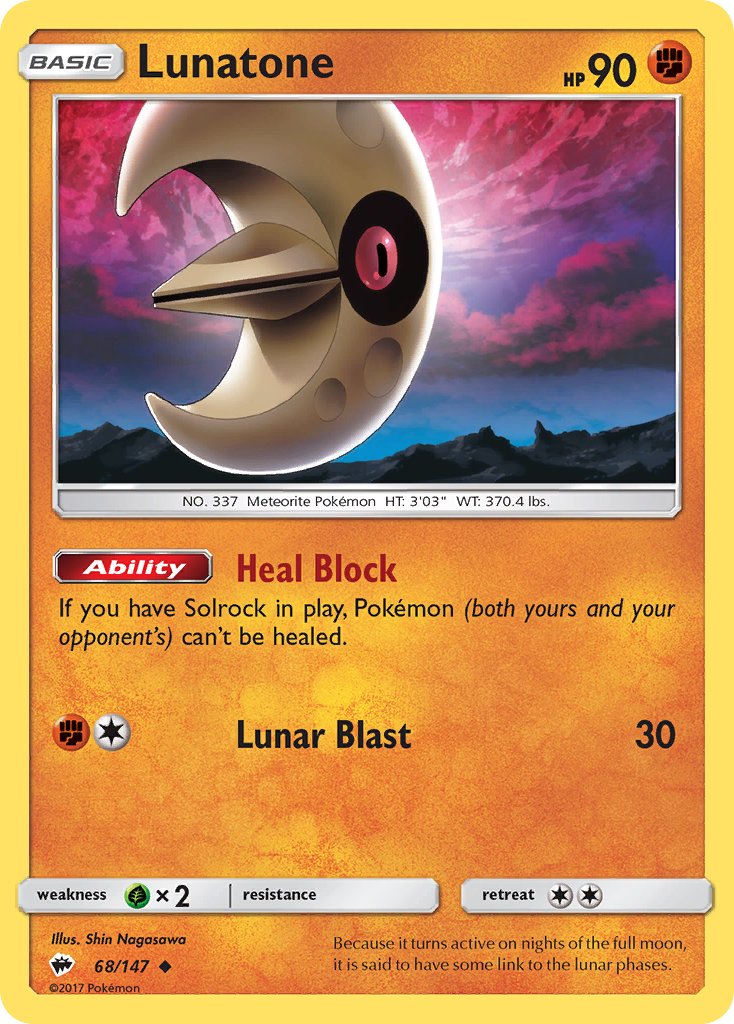 BASIC Lunatone HP 90
NO. 337 Meteorite Pokémon HT: 3'03" WT: 370.4 lbs.
Ability Heal Block
If you have Solrock in play, Pokémon (both yours and your
opponent's) can't be healed.
Lunar Blast 30
weakness × 2 resistance retreat
Illus. Shin Nagasawa
68/147
©2017 Pokémon
Because it turns active on nights of the full moon,
it is said to have some link to the lunar phases.